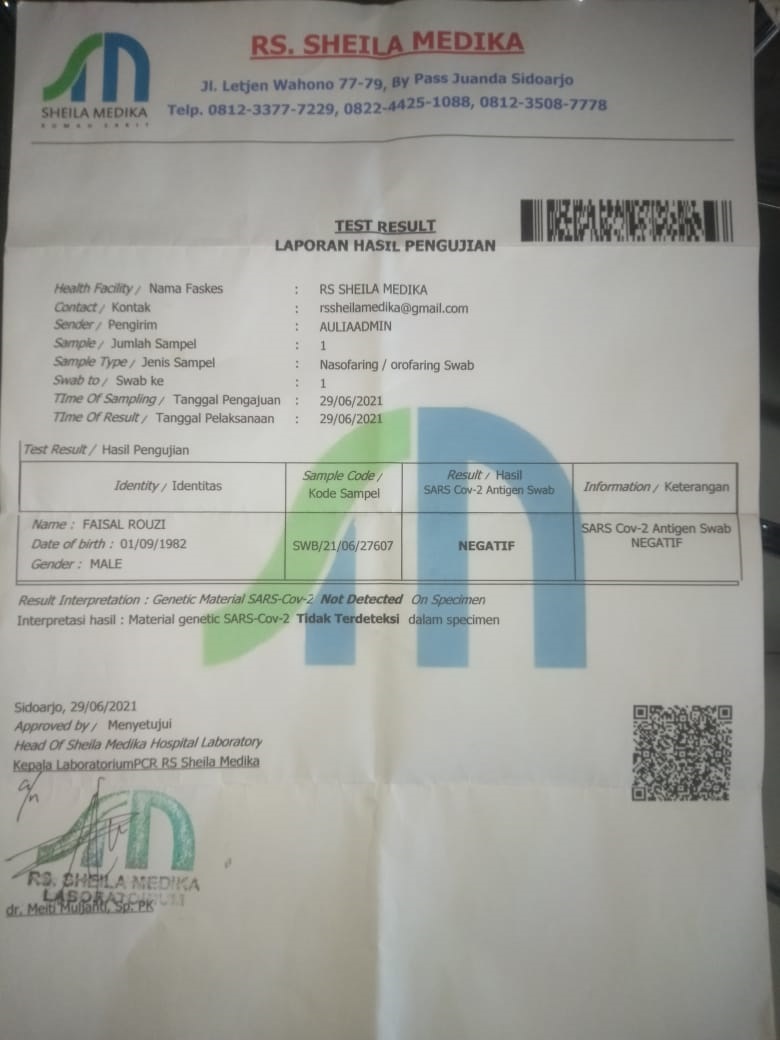 RS. SHEILA MEDIKA
Jl. Letjen Wahono 77-79, By Pass Juanda Sidoarjo
Telp. 0812-3377-7229, 0822-4425-1088, 0812-3508-7778
SHEILA MEDIKA
RUMAH SAKIT
TEST RESULT
LAPORAN HASIL PENGUJIAN
Health Facility / Nama Faskes : RS SHEILA MEDIKA
Contact / Kontak : rssheilamedika@gmail.com
Sender / Pengirim : AULIAADMIN
Sample / Jumlah Sampel : 1
Sample Type / Jenis Sampel : Nasofaring / orofaring Swab
Swab to / Swab ke : 1
TIme Of Sampling / Tanggal Pengajuan : 29/06/2021
TIme Of Result / Tanggal Pelaksanaan : 29/06/2021
Test Result / Hasil Pengujian
Identity / Identitas
Sample Code /
Kode Sampel
Result / Hasil
SARS Cov-2 Antigen Swab
Information / Keterangan
Name : FAISAL ROUZI
Date of birth : 01/09/1982
Gender : MALE
SWB/21/06/27607
NEGATIF
SARS Cov-2 Antigen Swab
NEGATIF
Result Interpretation : Genetic Material SARS-Cov-2 Not Detected On Specimen
Interpretasi hasil : Material genetic SARS-Cov-2 Tidak Terdeteksi dalam specimen
Sidoarjo, 29/06/2021
Approved by / Menyetujui
Head Of Sheila Medika Hospital Laboratory
Kepala LaboratoriumPCR RS Sheila Medika
a/n
RS. SHEILA MEDIKA
LABORATORIUM
dr. Meiti Muljanti, Sp. PK